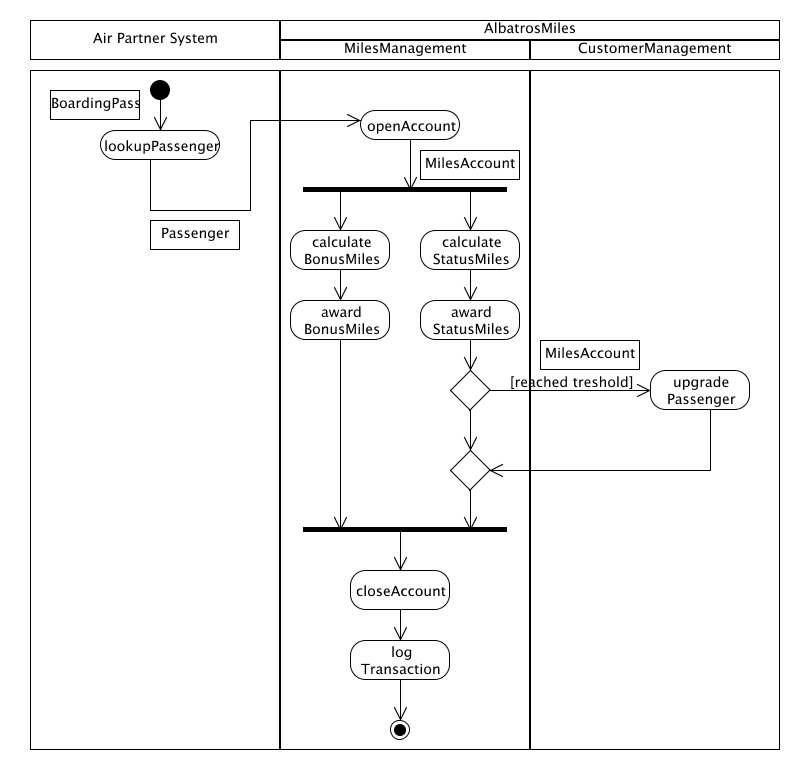 Air Partner System
AlbatrosMiles
MilesManagement
CustomerManagement
BoardingPass
lookupPassenger
Passenger
openAccount
MilesAccount
calculate
BonusMiles
calculate
StatusMiles
award
BonusMiles
award
StatusMiles
MilesAccount
[reached treshold]
upgrade
Passenger
closeAccount
log
Transaction